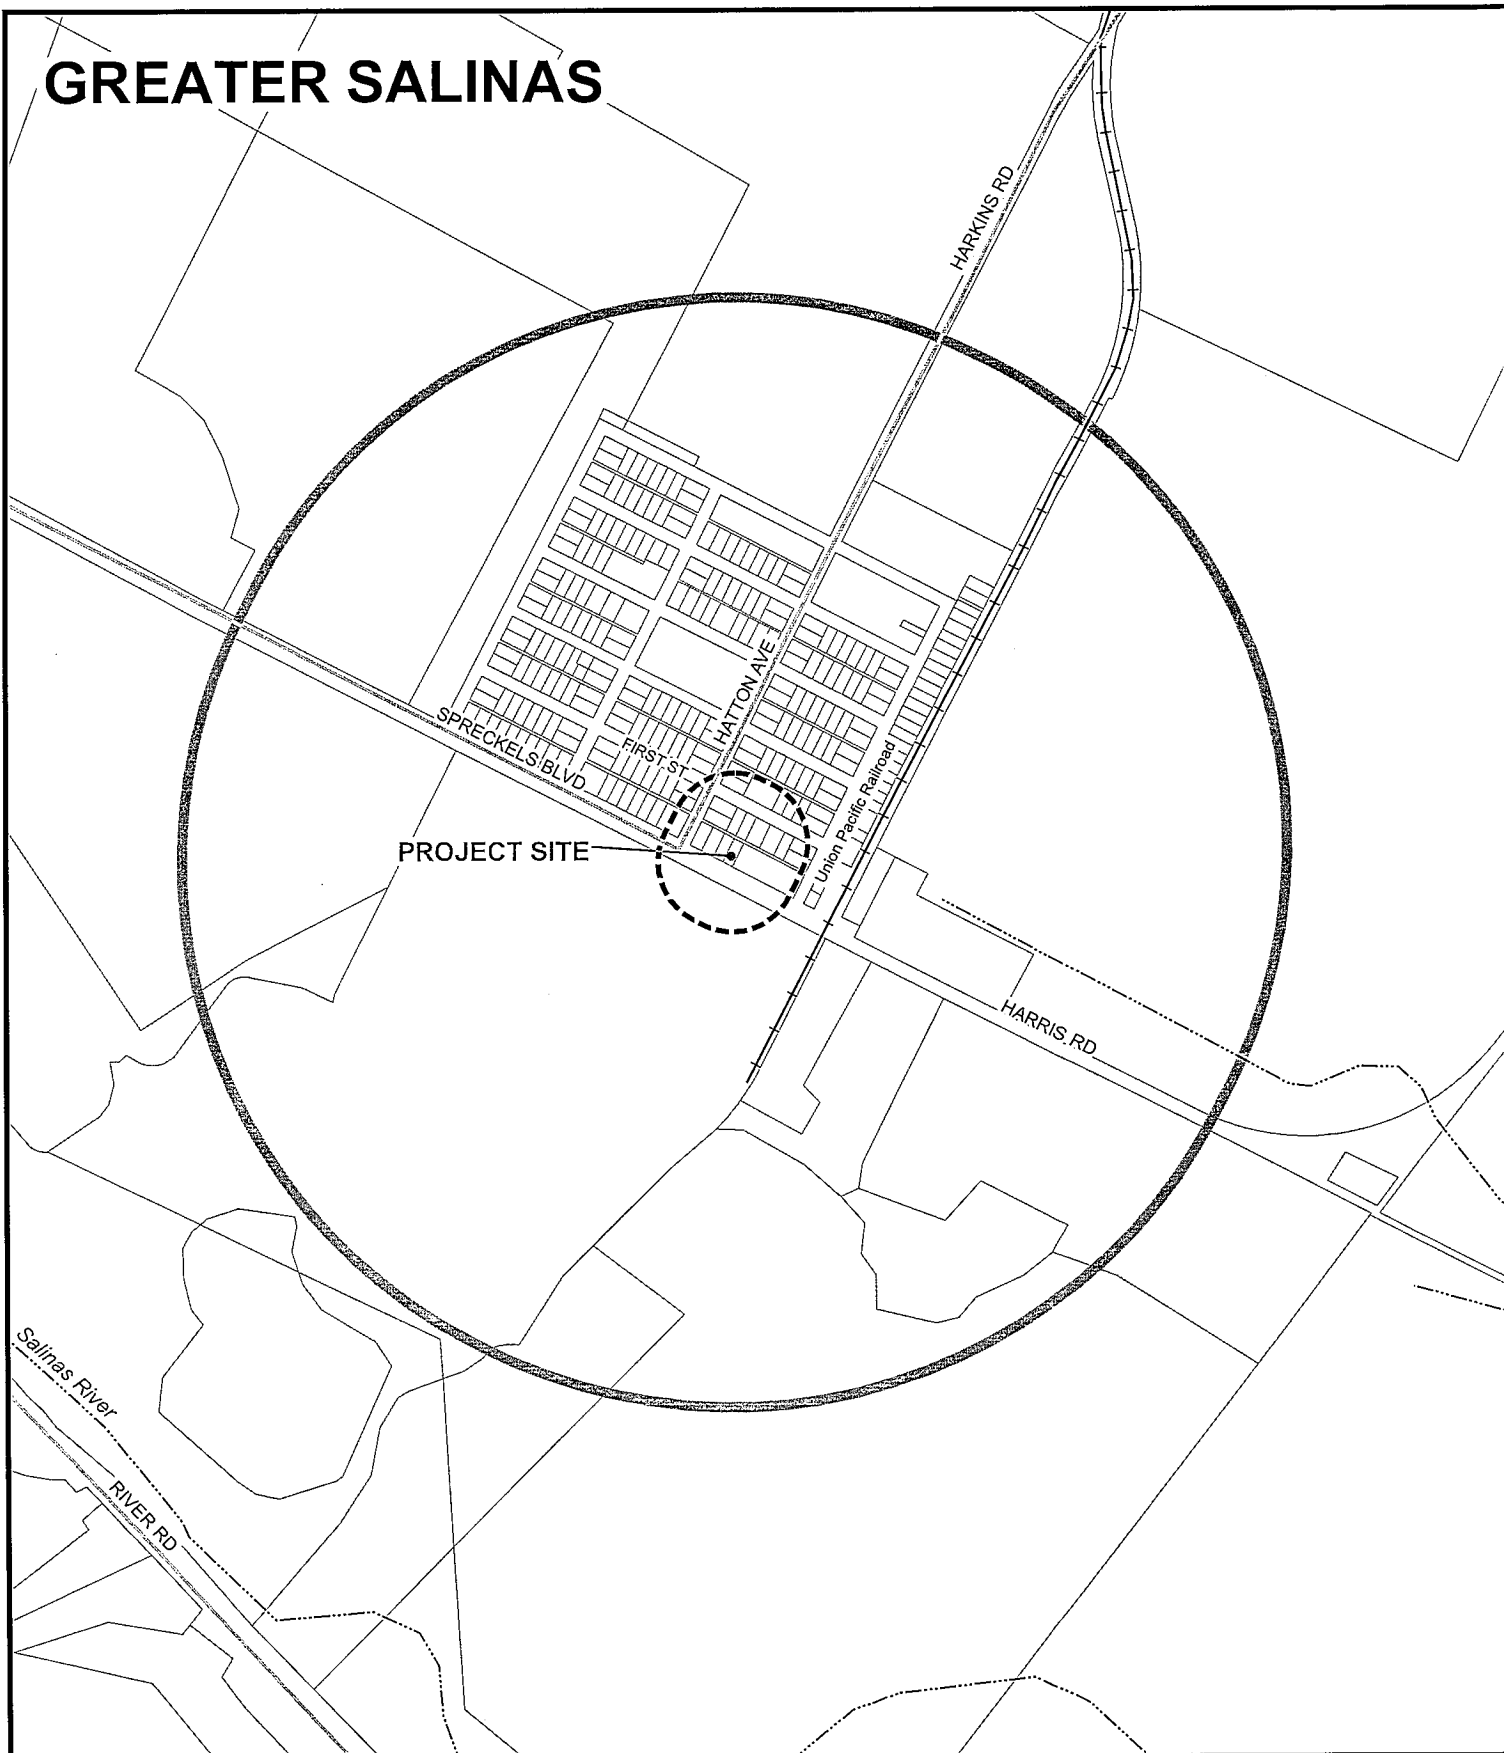 GREATER SALINAS
HARKINS RD
HATTON AVE
SPRECKELS BLVD
FIRST ST
Union Pacific Railroad
PROJECT SITE
HARRIS RD
Salinas River
RIVER RD